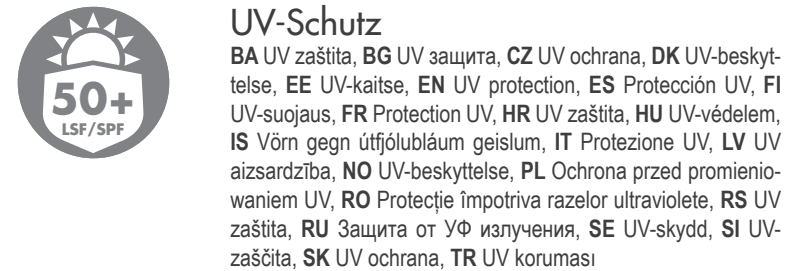 50+
LSF/SPF
UV-Schutz
BA UV zaštita, BG UV защита, CZ UV ochrana, DK UV-beskyt-
telse, EE UV-kaitse, EN UV protection, ES Protección UV, FI
UV-suojaus, FR Protection UV, HR UV zaštita, HU UV-védelem,
IS Vörn gegn útfjólubláum geislum, IT Protezione UV, LV UV
aizsardzība, NO UV-beskyttelse, PL Ochrona przed promienio-
waniem UV, RO Protecție împotriva razelor ultraviolete, RS UV
zaštita, RU Защита от УФ излучения, SE UV-skydd, SI UV-
zaščita, SK UV ochrana, TR UV koruması